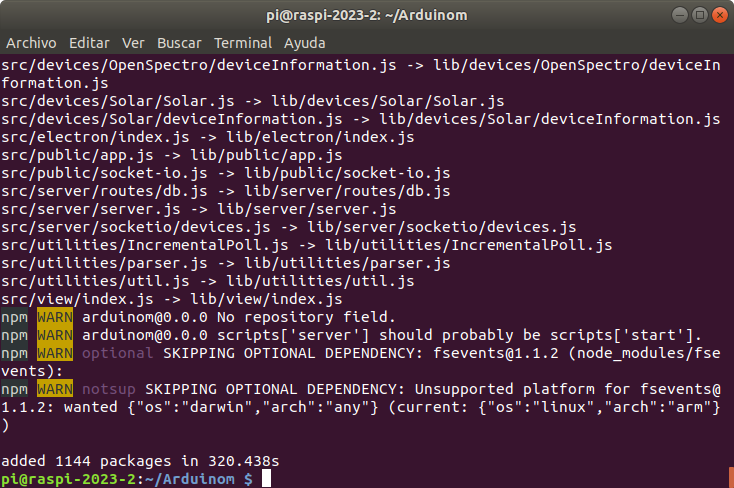 pi@raspi-2023-2: ~/Arduinom
Archivo Editar Ver Buscar Terminal Ayuda
src/devices/OpenSpectro/deviceInformation.js -> lib/devices/OpenSpectro/deviceIn
formation.js
src/devices/Solar/Solar.js -> lib/devices/Solar/Solar.js
src/devices/Solar/deviceInformation.js -> lib/devices/Solar/deviceInformation.js
src/electron/index.js -> lib/electron/index.js
src/public/app.js -> lib/public/app.js
src/public/socket-io.js -> lib/public/socket-io.js
src/server/routes/db.js -> lib/server/routes/db.js
src/server/server.js -> lib/server/server.js
src/server/socketio/devices.js -> lib/server/socketio/devices.js
src/utilities/IncrementalPoll.js -> lib/utilities/IncrementalPoll.js
src/utilities/parser.js -> lib/utilities/parser.js
src/utilities/util.js -> lib/utilities/util.js
src/view/index.js -> lib/view/index.js
npm WARN arduinom@0.0.0 No repository field.
npm WARN arduinom@0.0.0 scripts['server'] should probably be scripts['start'].
npm WARN optional SKIPPING OPTIONAL DEPENDENCY: fsevents@1.1.2 (node_modules/fse
vents):
npm WARN notsup SKIPPING OPTIONAL DEPENDENCY: Unsupported platform for fsevents@
1.1.2: wanted {"os":"darwin","arch":"any"} (current: {"os":"linux","arch":"arm"}
)
added 1144 packages in 320.438s
pi@raspi-2023-2:~/Arduinom $